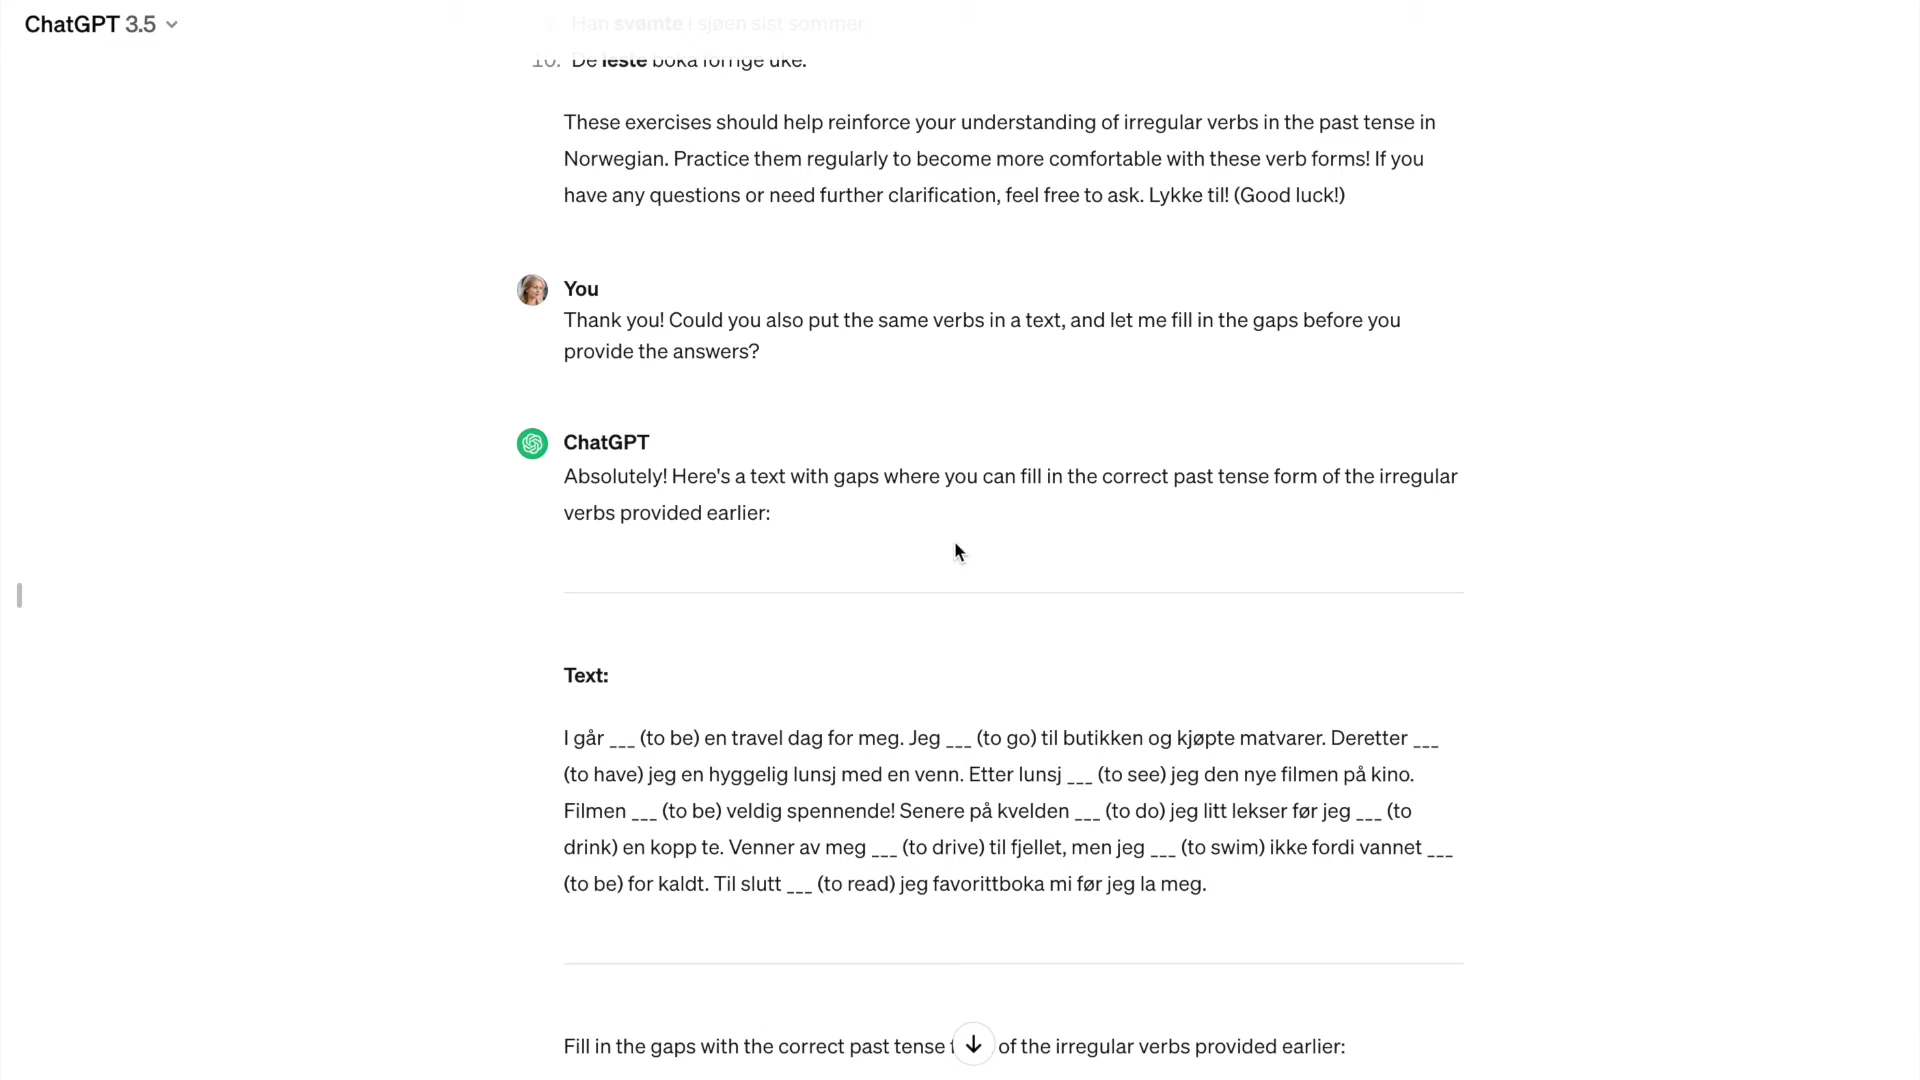 ChatGPT 3.5
Han svømte i sjøen sist sommer
10. De leste boka forrige uke.
These exercises should help reinforce your understanding of irregular verbs in the past tense in
Norwegian. Practice them regularly to become more comfortable with these verb forms! If you
have any questions or need further clarification, feel free to ask. Lykke til! (Good luck!)
You
Thank you! Could you also put the same verbs in a text, and let me fill in the gaps before you
provide the answers?
ChatGPT
Absolutely! Here's a text with gaps where you can fill in the correct past tense form of the irregular
verbs provided earlier:
Text:
I går ___ (to be) en travel dag for meg. Jeg ___ (to go) til butikken og kjøpte matvarer. Deretter ___
(to have) jeg en hyggelig lunsj med en venn. Etter lunsj ___ (to see) jeg den nye filmen på kino.
Filmen ___ (to be) veldig spennende! Senere på kvelden ___ (to do) jeg litt lekser før jeg ___ (to
drink) en kopp te. Venner av meg ___ (to drive) til fjellet, men jeg ___ (to swim) ikke fordi vannet ___
(to be) for kaldt. Til slutt ___ (to read) jeg favorittboka mi før jeg la meg.
Fill in the gaps with the correct past tense of the irregular verbs provided earlier: